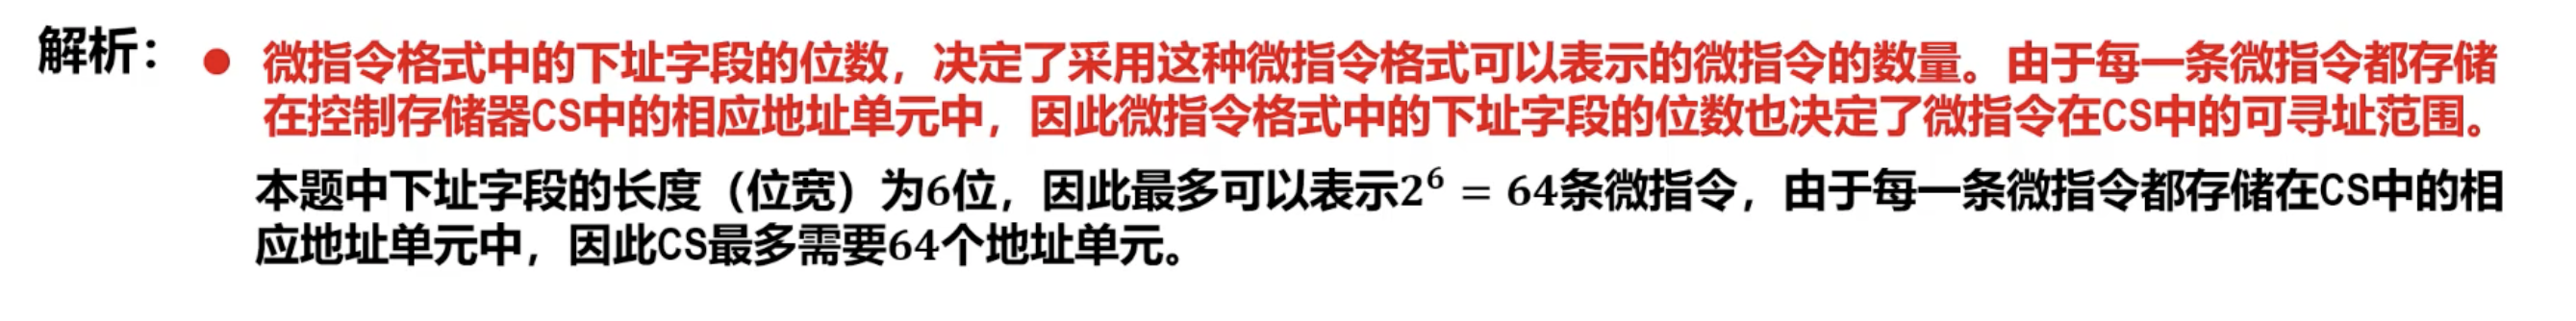 解析：
● 微指令格式中的下址字段的位数，决定了采用这种微指令格式可以表示的微指令的数量。由于每一条微指令都存储
在控制存储器CS中的相应地址单元中，因此微指令格式中的下址字段的位数也决定了微指令在CS中的可寻址范围。
本题中下址字段的长度（位宽）为6位，因此最多可以表示2⁶ = 64条微指令，由于每一条微指令都存储在CS中的相
应地址单元中，因此CS最多需要64个地址单元。